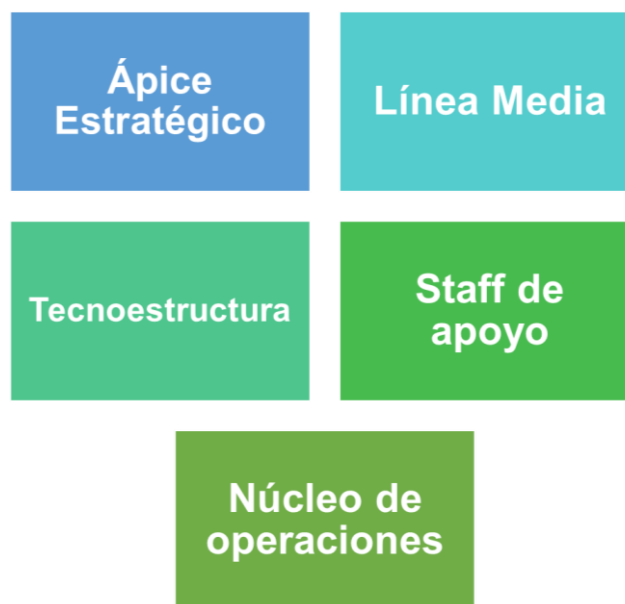 Ápice
Estratégico
Línea Media
Tecnoestructura
Staff de
apoyo
Núcleo de
operaciones